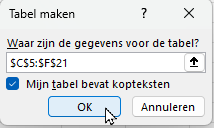 Tabel maken
Waar zijn de gegevens voor de tabel?
$C$5:$F$21
Mijn tabel bevat kopteksten
OK
Annuleren